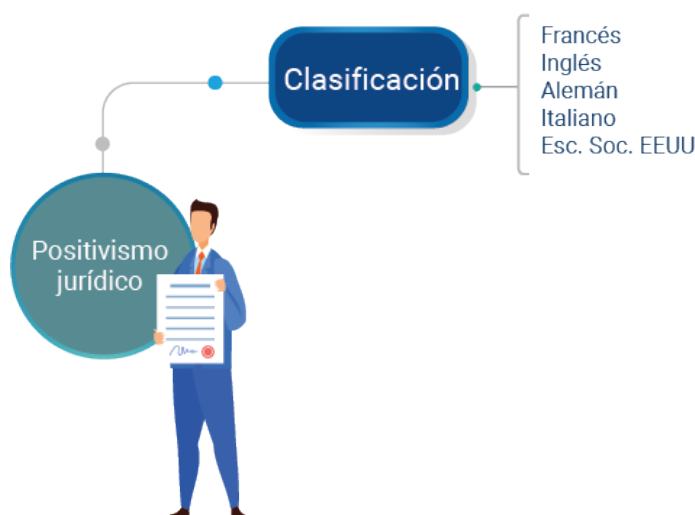 Clasificación
Francés
Inglés
Alemán
Italiano
Esc. Soc. EEUU
Positivismo
jurídico